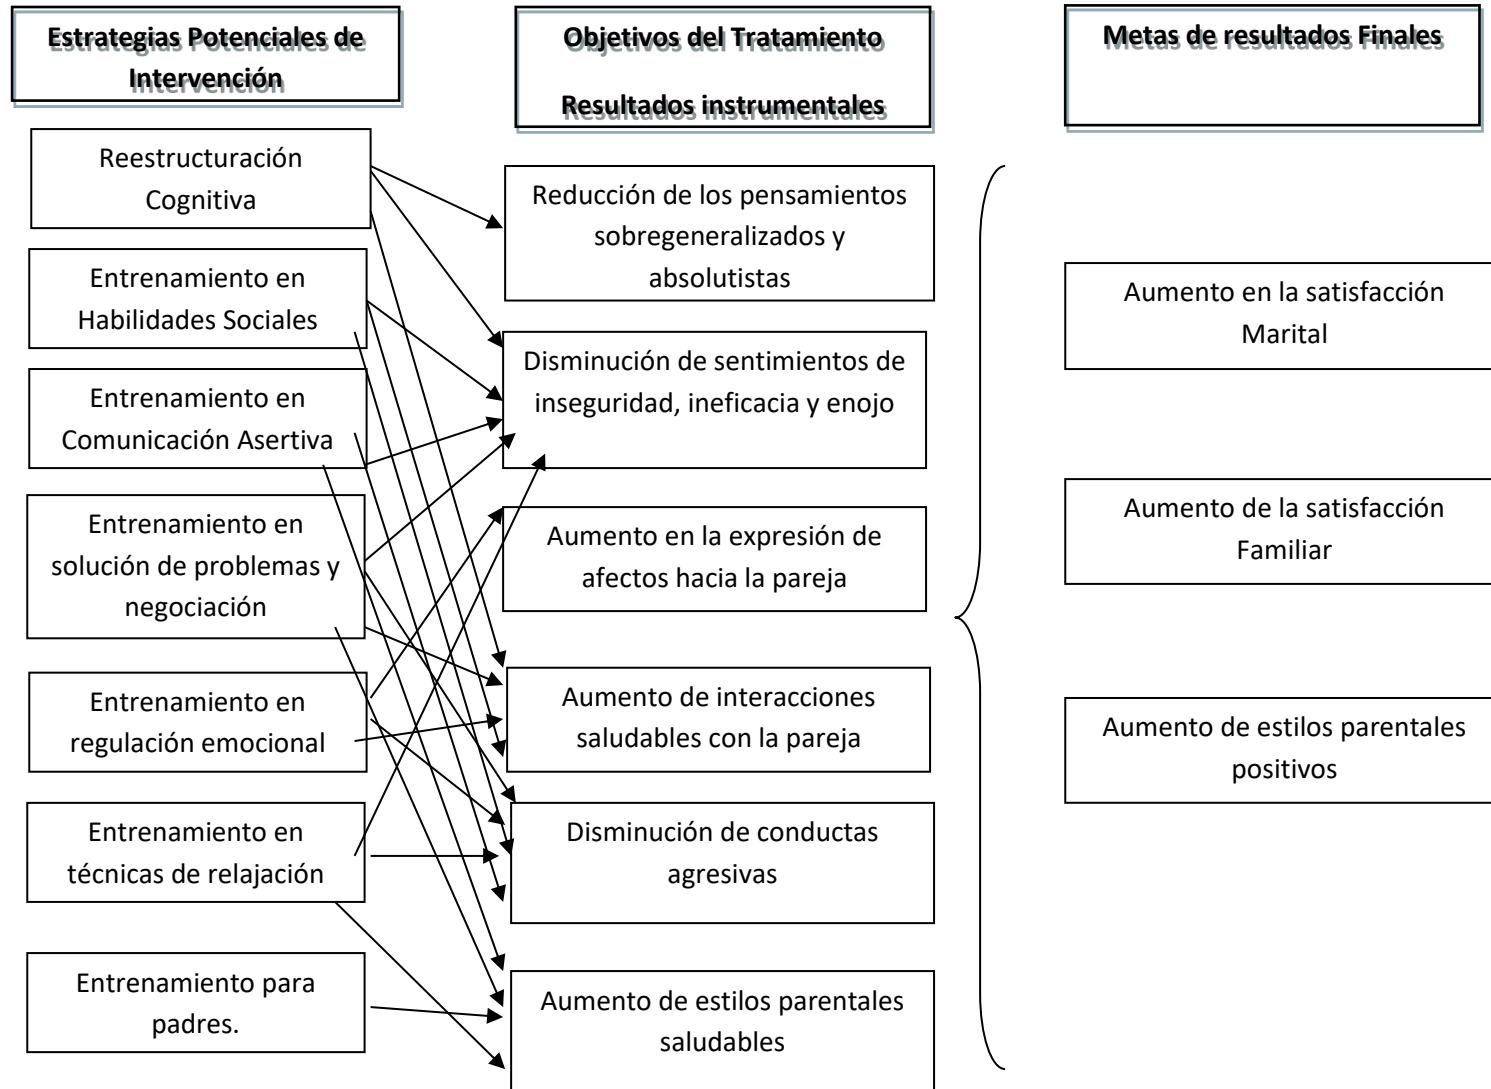 Estrategias Potenciales de
Intervención
Objetivos del Tratamiento
Resultados instrumentales
Metas de resultados Finales
Reestructuración
Cognitiva
Entrenamiento en
Habilidades Sociales
Entrenamiento en
Comunicación Asertiva
Entrenamiento en
solución de problemas y
negociación
Entrenamiento en
regulación emocional
Entrenamiento en
técnicas de relajación
Entrenamiento para
padres.
Reducción de los pensamientos
sobregeneralizados y
absolutistas
Disminución de sentimientos de
inseguridad, ineficacia y enojo
Aumento en la expresión de
afectos hacia la pareja
Aumento de interacciones
saludables con la pareja
Disminución de conductas
agresivas
Aumento de estilos parentales
saludables
Aumento en la satisfacción
Marital
Aumento de la satisfacción
Familiar
Aumento de estilos parentales
positivos